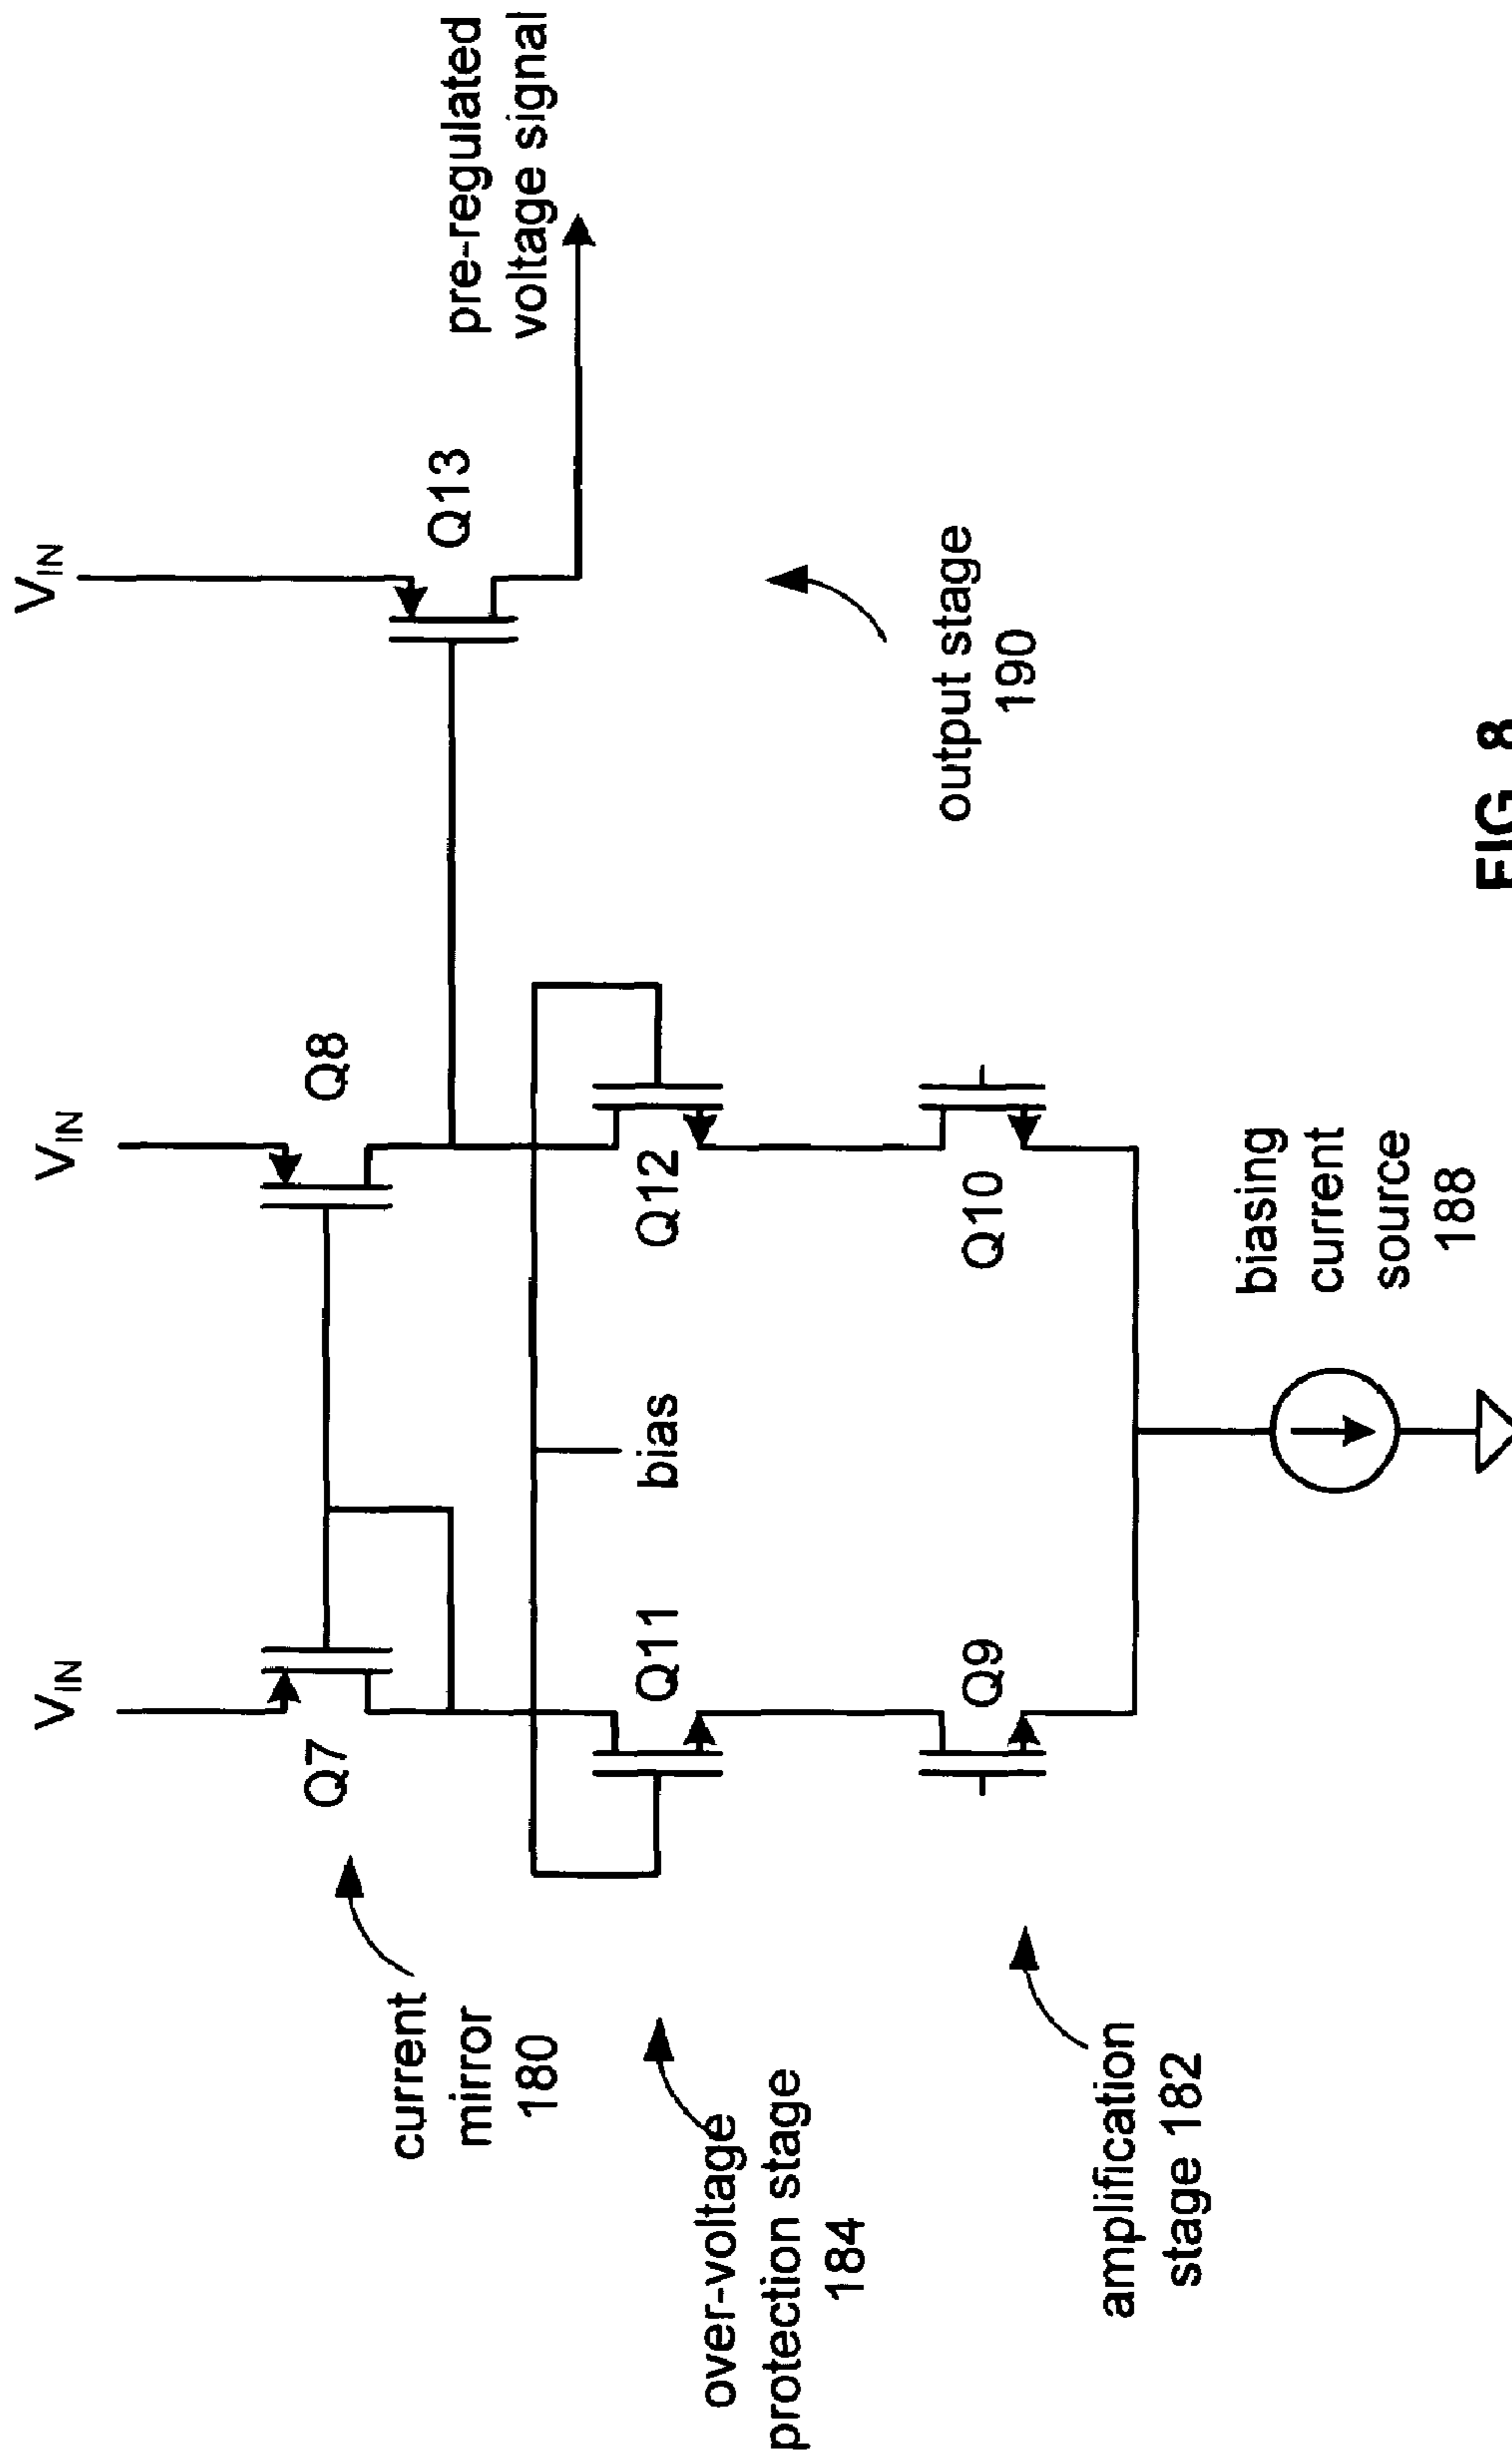 V_IN
V_IN
V_IN
Q7
Q8
Q13
pre-regulated
voltage signal
current
mirror
180
Q11
bias
Q12
over-voltage
protection stage
184
output stage
190
Q9
Q10
amplification
stage 182
biasing
current
source
188
FIG. 8